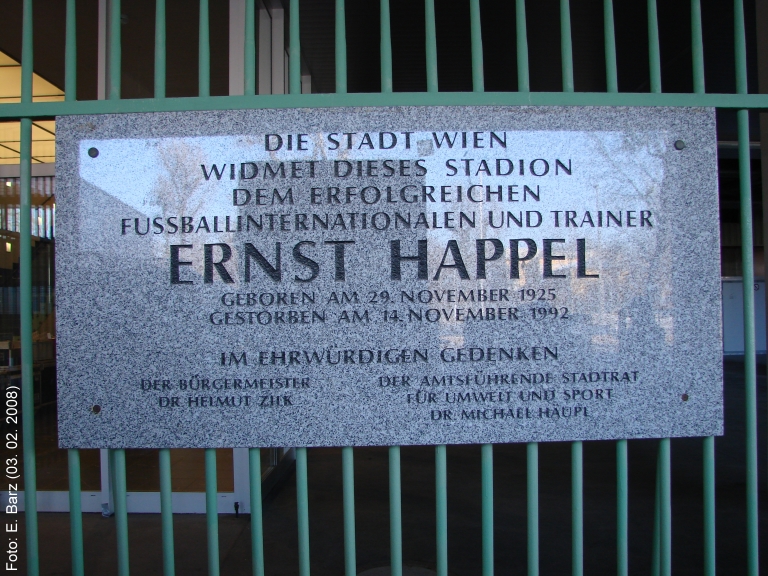 DIE STADT WIEN
WIDMET DIESES STADION
DEM ERFOLGREICHEN
FUSSBALLINTERNATIONALEN UND TRAINER
ERNST HAPPEL
GEBOREN AM 29. NOVEMBER 1925
GESTORBEN AM 14. NOVEMBER 1992
IM EHRWÜRDIGEN GEDENKEN
DER BÜRGERMEISTER
DR HELMUT ZILK
DER AMTSFÜHRENDE STADTRAT
FÜR UMWELT UND SPORT
DR. MICHAEL HÄUPL
Foto: E. Barz (03. 02. 2008)